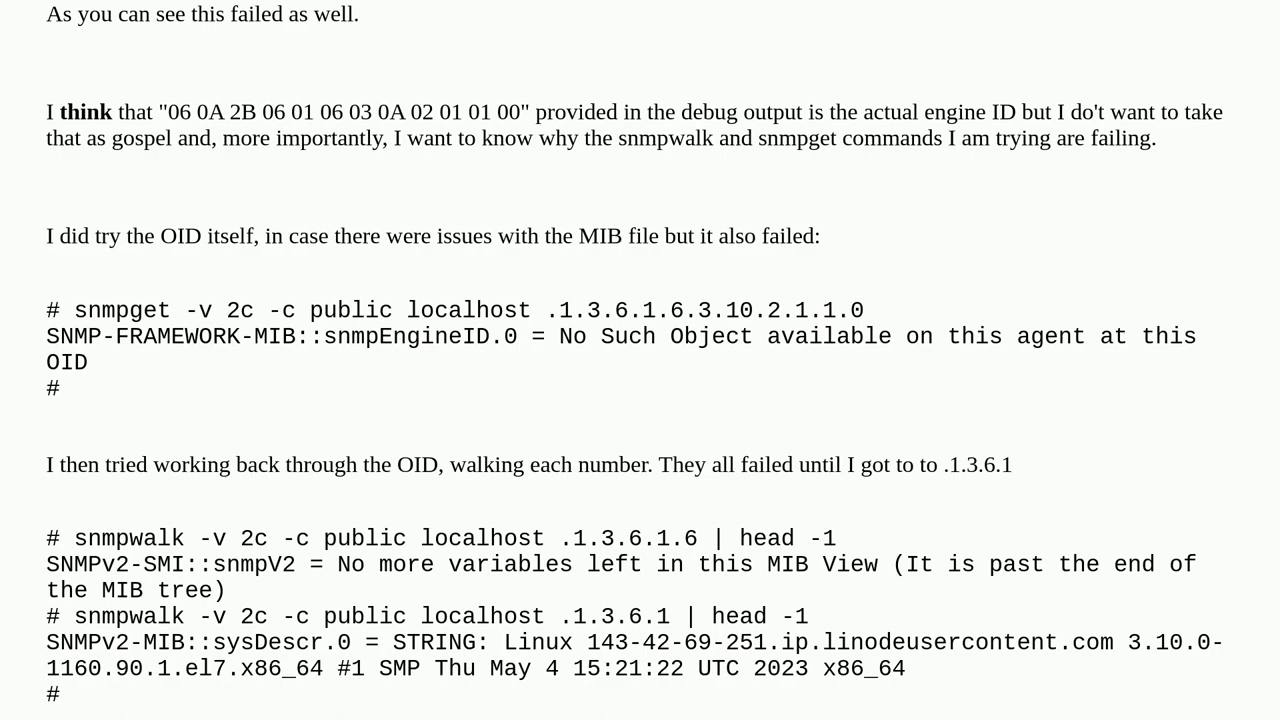 As you can see this failed as well.
I think that "06 0A 2B 06 01 06 03 0A 02 01 01 00" provided in the debug output is the actual engine ID but I do't want to take
that as gospel and, more importantly, I want to know why the snmpwalk and snmpget commands I am trying are failing.
I did try the OID itself, in case there were issues with the MIB file but it also failed:
# snmpget -v 2c -c public localhost .1.3.6.1.6.3.10.2.1.1.0
SNMP-FRAMEWORK-MIB::snmpEngineID.0 = No Such Object available on this agent at this
OID
#
I then tried working back through the OID, walking each number. They all failed until I got to to .1.3.6.1
# snmpwalk -v 2c -c public localhost .1.3.6.1.6 | head -1
SNMPv2-SMI::snmpV2 = No more variables left in this MIB View (It is past the end of
the MIB tree)
# snmpwalk -v 2c -c public localhost .1.3.6.1 | head -1
SNMPv2-MIB::sysDescr.0 = STRING: Linux 143-42-69-251.ip.linodeusercontent.com 3.10.0-
1160.90.1.el7.x86_64 #1 SMP Thu May 4 15:21:22 UTC 2023 x86_64
#